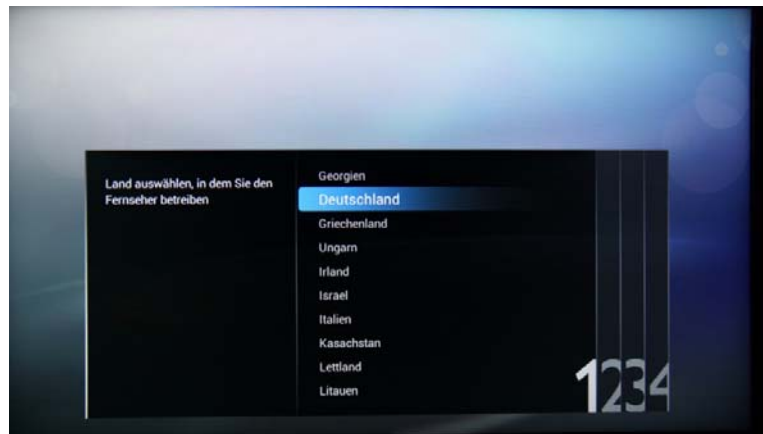 Land auswählen, in dem Sie den
Fernseher betreiben
Georgien
Deutschland
Griechenland
Ungarn
Irland
Israel
Italien
Kasachstan
Lettland
Litauen
1234